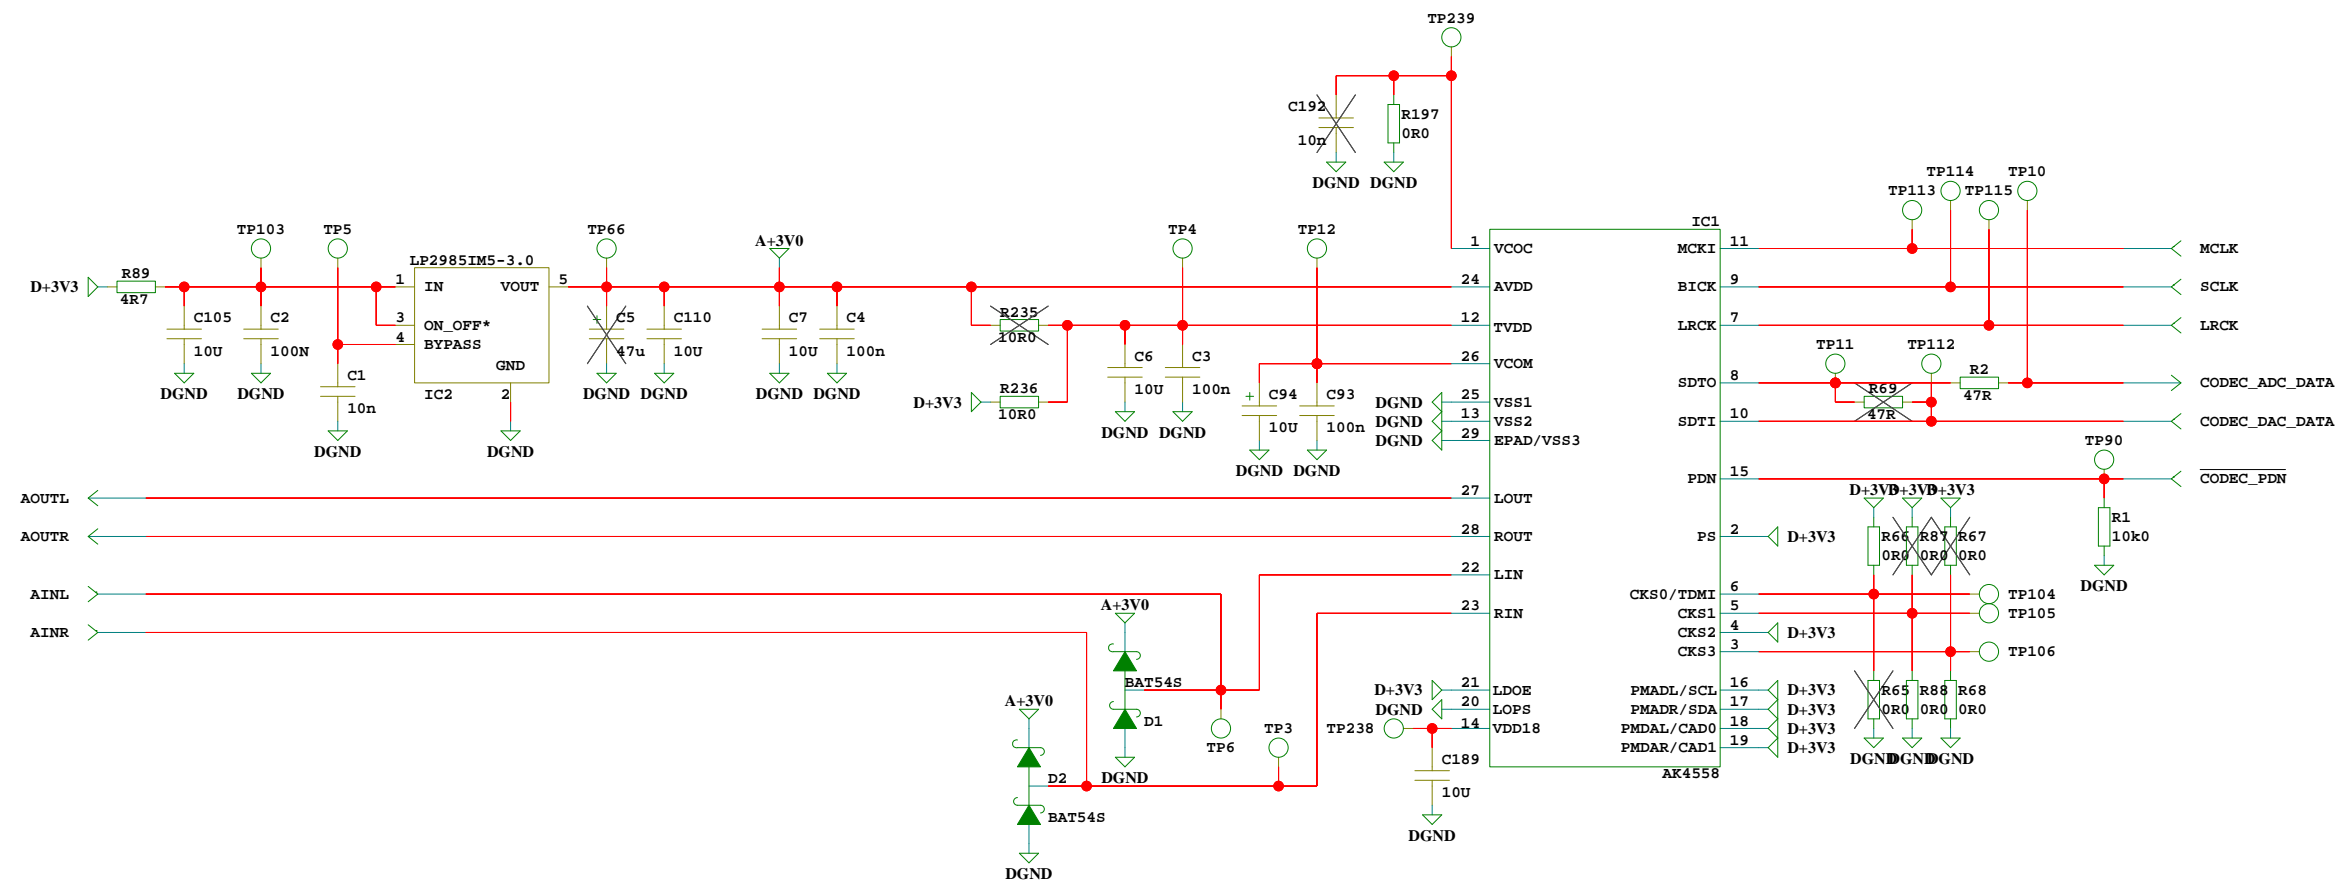 TP239
C192
10n
R197
0R0
DGND
DGND
TP114
TP10
TP113
TP115
TP103
TP5
TP66
A+3V0
TP4
TP12
IC1
D+3V3
R89
4R7
LP2985IM5-3.0
1
IN
VOUT
5
3
ON_OFF*
4
BYPASS
GND
2
IC2
C105
10U
DGND
C2
100N
DGND
C1
10n
DGND
DGND
+
C5
47u
DGND
C110
10U
DGND
C7
10U
DGND
C4
100n
DGND
R235
10R0
D+3V3
R236
10R0
C6
10U
DGND
C3
100n
DGND
+
C94
10U
DGND
C93
100n
DGND
1
VCOC
24
AVDD
12
TVDD
26
VCOM
DGND
25
VSS1
DGND
13
VSS2
DGND
29
EPAD/VSS3
27
LOUT
28
ROUT
22
LIN
23
RIN
D+3V3
21
LDOE
DGND
20
LOPS
TP238
14
VDD18
C189
10U
DGND
MCKI
11
MCLK
BICK
9
SCLK
LRCK
7
LRCK
TP11
TP112
SDTO
8
R2
47R
CODEC_ADC_DATA
R69
47R
SDTI
10
CODEC_DAC_DATA
TP90
PDN
15
CODEC_PDN
R1
10k0
DGND
D+3V3
D+3V3
D+3V3
PS
2
D+3V3
R66
0R0
R87
0R0
R67
0R0
CKS0/TDMI
6
TP104
CKS1
5
TP105
CKS2
4
D+3V3
CKS3
3
TP106
PMADL/SCL
16
D+3V3
PMADR/SDA
17
D+3V3
PMDAL/CAD0
18
D+3V3
PMDAR/CAD1
19
D+3V3
R65
0R0
R88
0R0
R68
0R0
DGND
DGND
DGND
AK4558
AOUTL
AOUTR
AINL
AINR
A+3V0
BAT54S
D1
DGND
TP6
A+3V0
D2
BAT54S
DGND
TP3